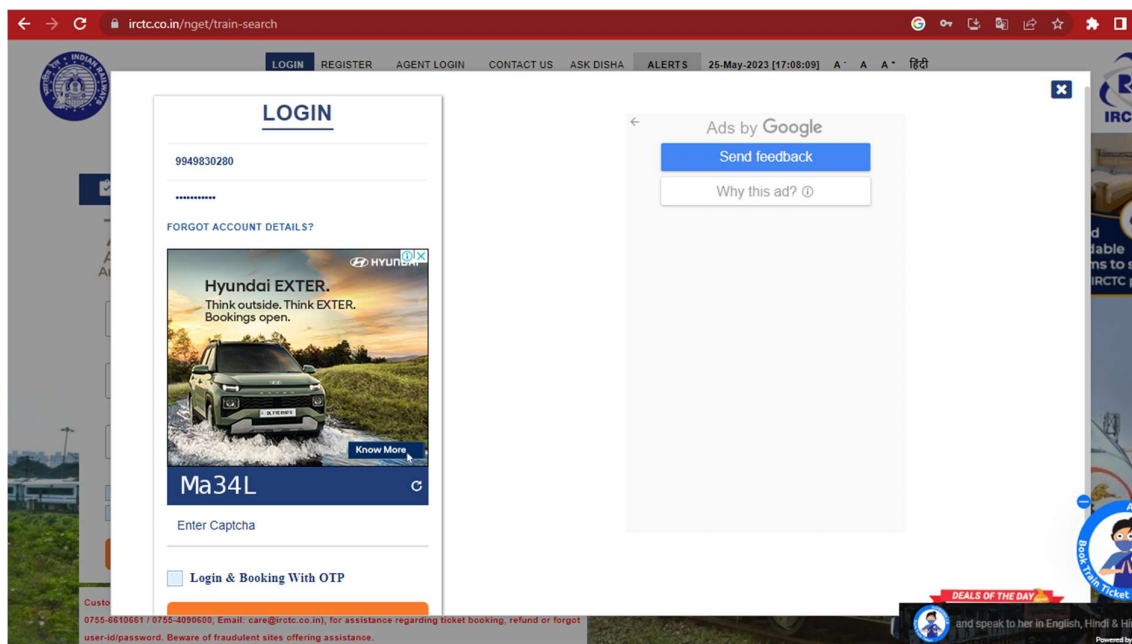 irctc.co.in/nget/train-search
INDIAN RAILWAYS
LOGIN REGISTER AGENT LOGIN CONTACT US ASK DISHA ALERTS 25-May-2023 [17:08:09] A- A A+ हिंदी
LOGIN
9949830280
FORGOT ACCOUNT DETAILS?
HYUNDAI
Hyundai EXTER.
Think outside. Think EXTER.
Bookings open.
Know More
Ma34L
Enter Captcha
Login & Booking With OTP
Ads by Google
Send feedback
Why this ad?
IRC
IRCTC
Book Train Ticket
DEALS OF THE DAY
and speak to her in English, Hindi & Hi
Powered by
Custo
0755-6610661 / 0755-4090600, Email: care@irctc.co.in), for assistance regarding ticket booking, refund or forgot
user-id/password. Beware of fraudulent sites offering assistance.